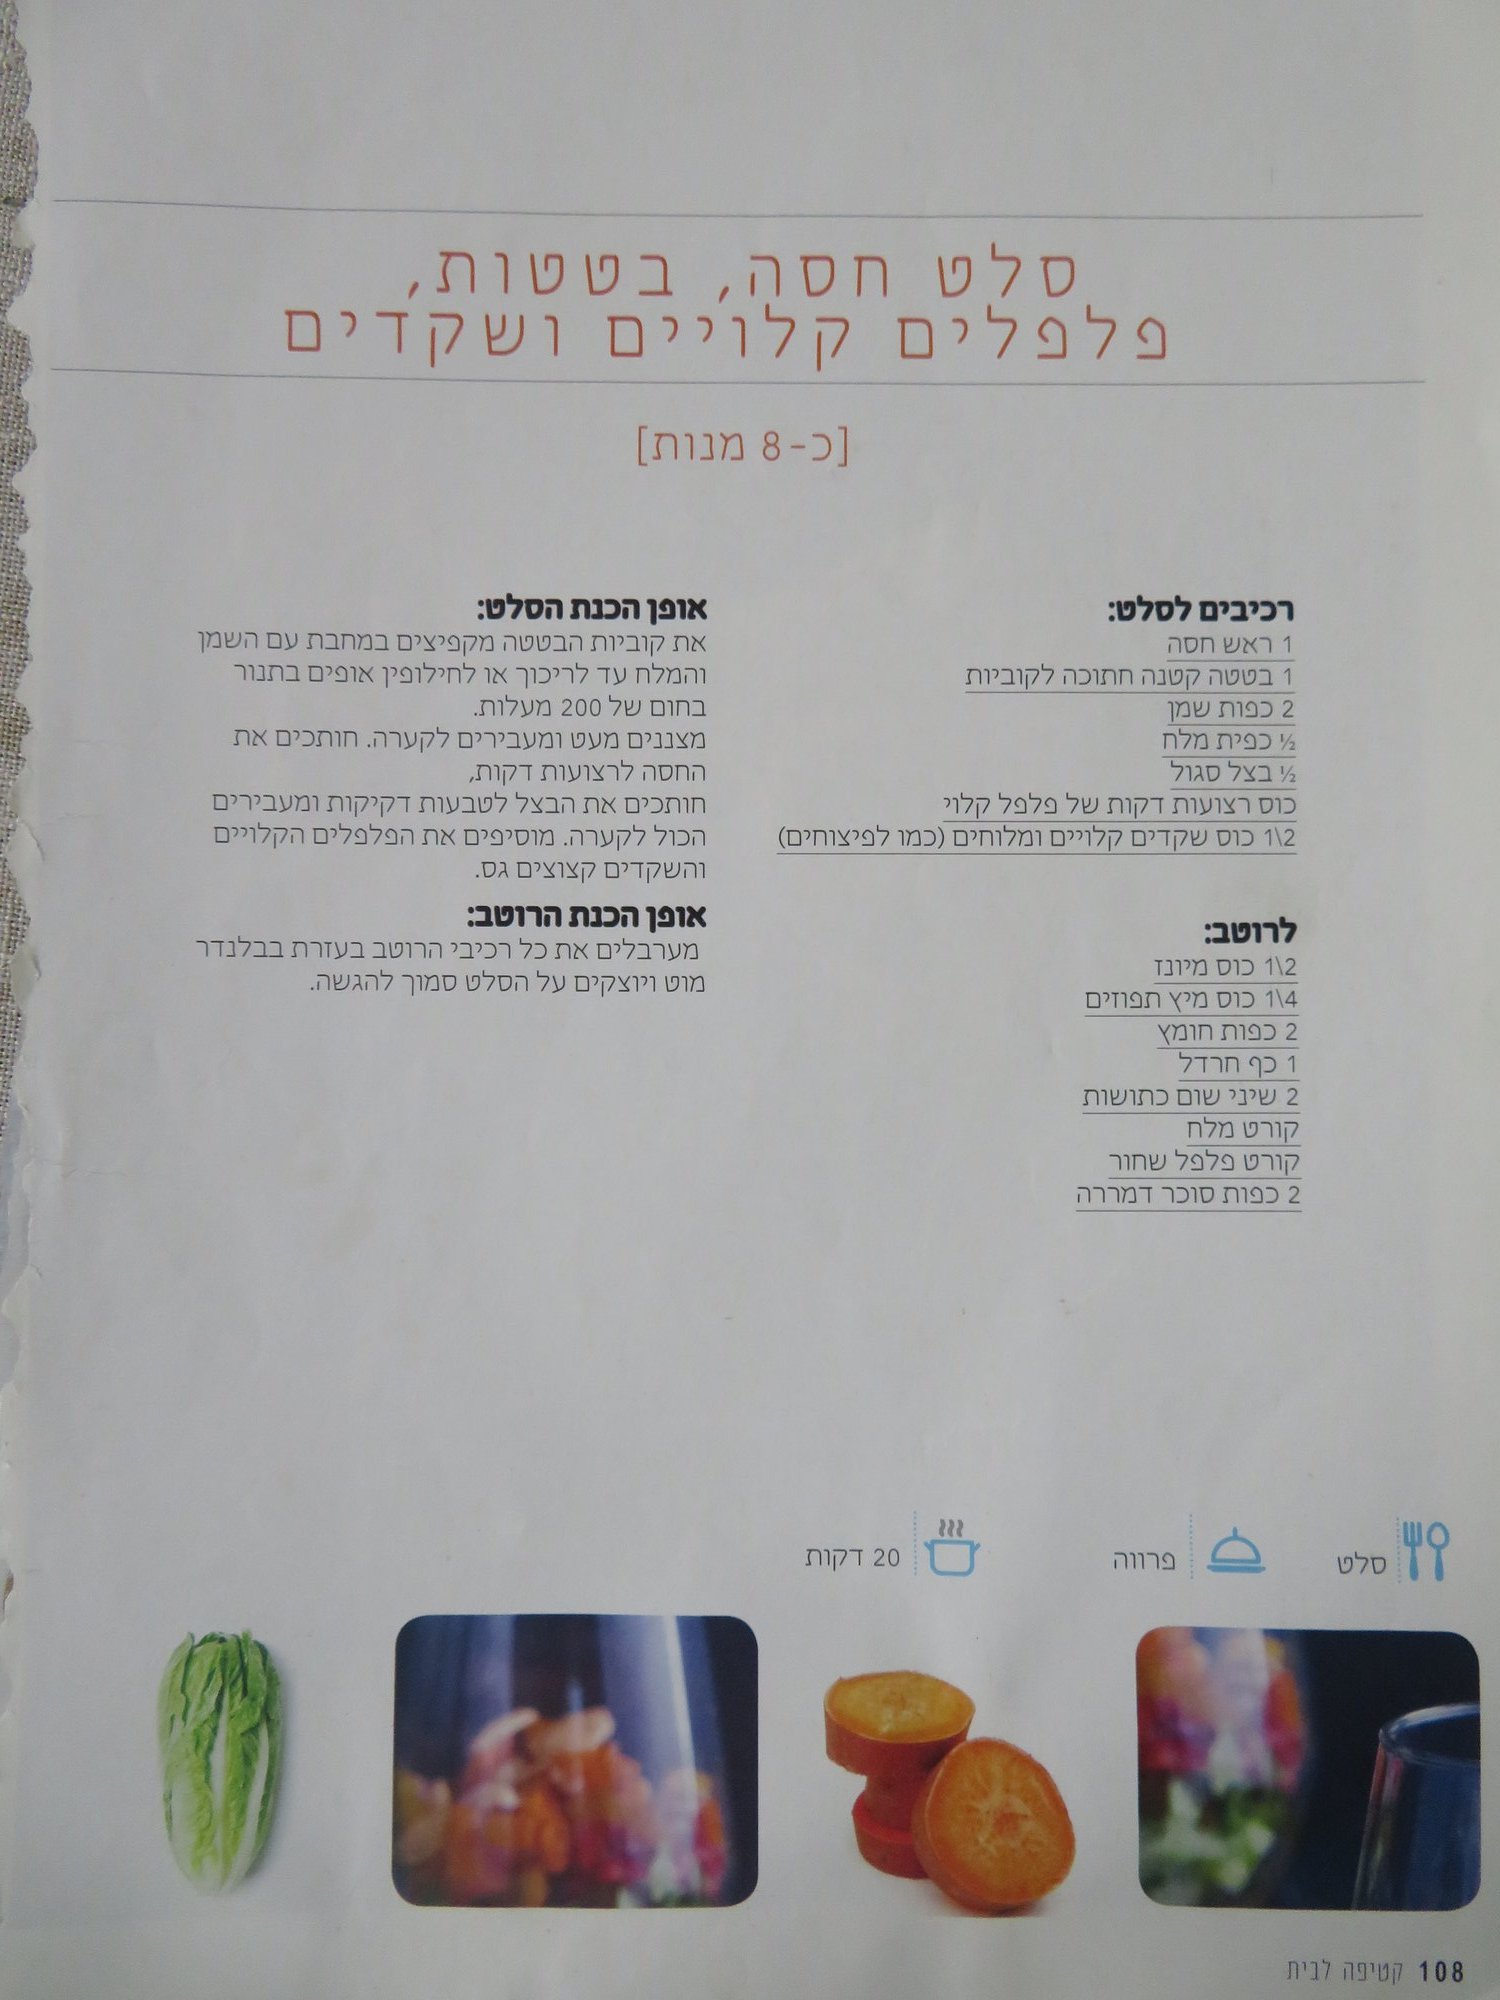 סלט חסה, בטטות,
פלפלים קלויים ושקדים
[כ-8 מנות]
רכיבים לסלט:
1 ראש חסה
1 בטטה קטנה חתוכה לקוביות
2 כפות שמן
½ כפית מלח
½ בצל סגול
כוס רצועות דקות של פלפל קלוי
1\2 כוס שקדים קלויים ומלוחים (כמו לפיצוחים)
לרוטב:
1\2 כוס מיונז
1\4 כוס מיץ תפוזים
2 כפות חומץ
1 כף חרדל
2 שיני שום כתושות
קורט מלח
קורט פלפל שחור
2 כפות סוכר דמררה
אופן הכנת הסלט:
את קוביות הבטטה מקפיצים במחבת עם השמן
והמלח עד לריכוך או לחילופין אופים בתנור
בחום של 200 מעלות.
מצננים מעט ומעבירים לקערה. חותכים את
החסה לרצועות דקות,
חותכים את הבצל לטבעות דקיקות ומעבירים
הכול לקערה. מוסיפים את הפלפלים הקלויים
והשקדים קצוצים גס.
אופן הכנת הרוטב:
מערבלים את כל רכיבי הרוטב בעזרת בבלנדר
מוט ויוצקים על הסלט סמוך להגשה.
סלט
פרווה
20 דקות
108 קטיפה לבית